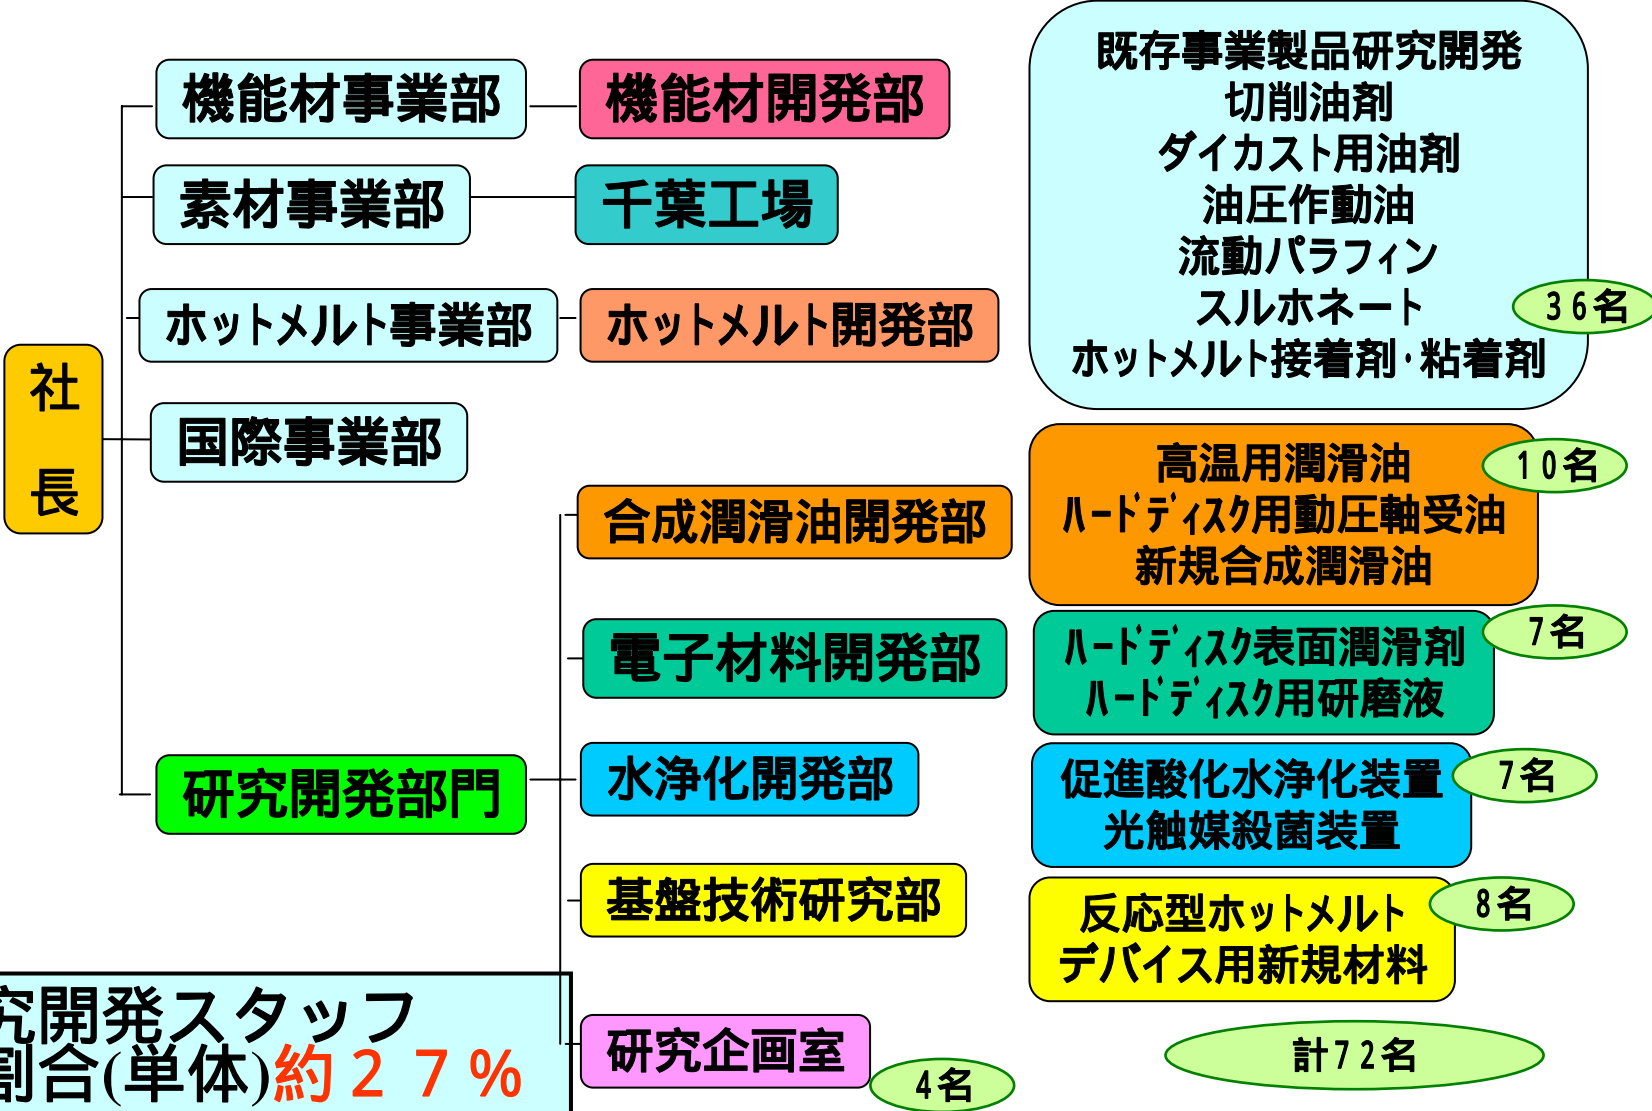 機能材事業部
機能材開発部
素材事業部
千葉工場
ホットメルト事業部
ホットメルト開発部
社
長
国際事業部
研究開発部門
合成潤滑油開発部
電子材料開発部
水浄化開発部
基盤技術研究部
研究企画室
4名
既存事業製品研究開発
切削油剤
ダイカスト用油剤
油圧作動油
流動パラフィン
スルホネート
ホットメルト接着剤・粘着剤
36名
高温用潤滑油
ﾊｰﾄﾞﾃﾞｨｽｸ用動圧軸受油
新規合成潤滑油
10名
ﾊｰﾄﾞﾃﾞｨｽｸ表面潤滑剤
ﾊｰﾄﾞﾃﾞｨｽｸ用研磨液
7名
促進酸化水浄化装置
光触媒殺菌装置
7名
反応型ホットメルト
デバイス用新規材料
8名
計72名
究開発スタッフ
割合(単体)約２７%